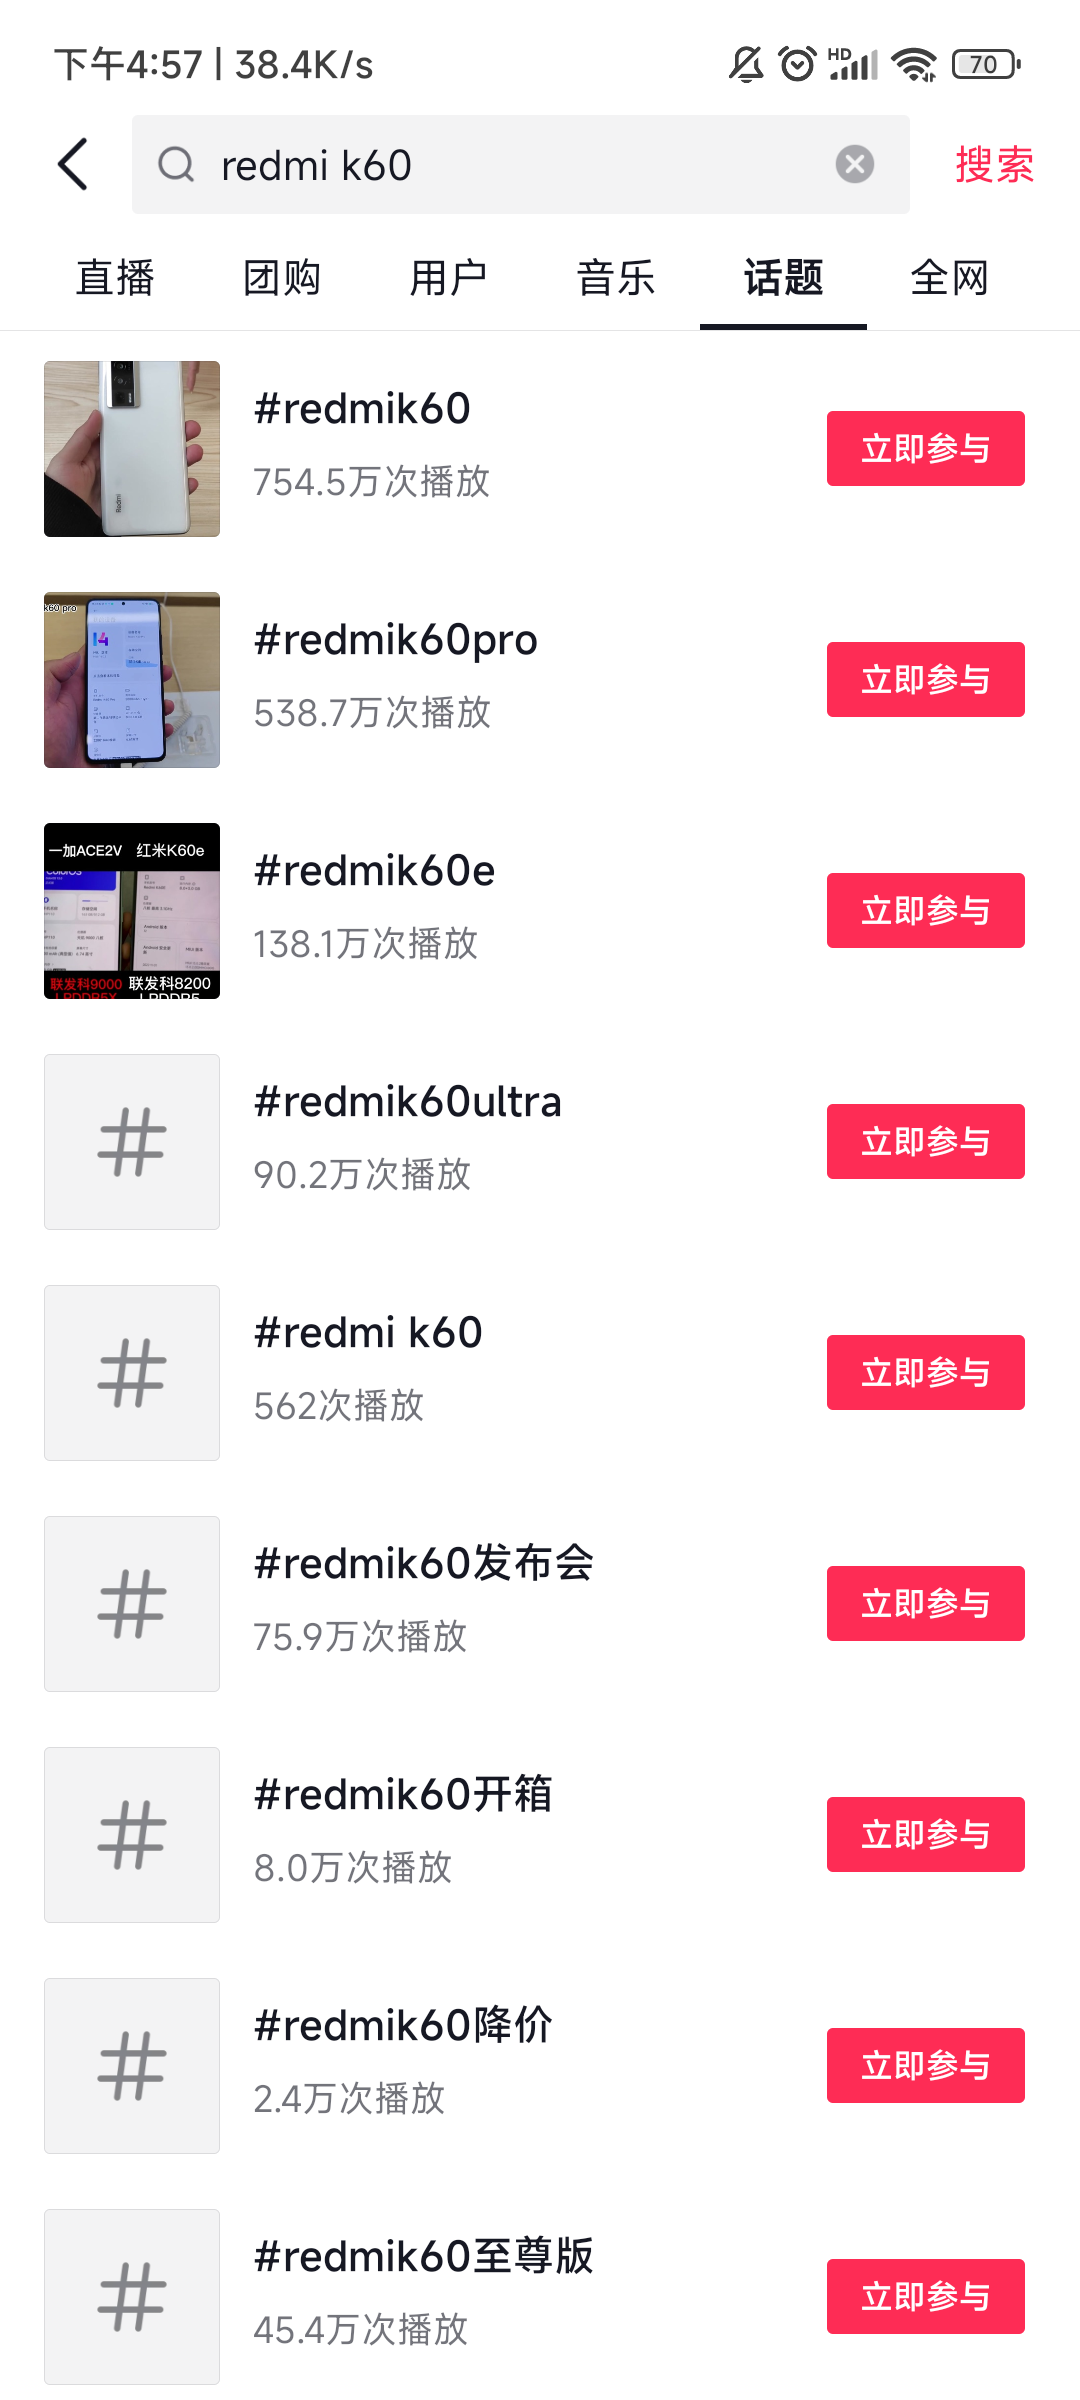 下午4:57 | 38.4K/s
HD
70
redmi k60
搜索
直播
团购
用户
音乐
话题
全网
Redmi
#redmik60
754.5万次播放
立即参与
k60 pro
14
#redmik60pro
538.7万次播放
立即参与
一加ACE2V 红米K60e
联发科9000 联发科8200
LPDDR5X LPDDR5
#redmik60e
138.1万次播放
立即参与
#redmik60ultra
90.2万次播放
立即参与
#redmi k60
562次播放
立即参与
#redmik60发布会
75.9万次播放
立即参与
#redmik60开箱
8.0万次播放
立即参与
#redmik60降价
2.4万次播放
立即参与
#redmik60至尊版
45.4万次播放
立即参与